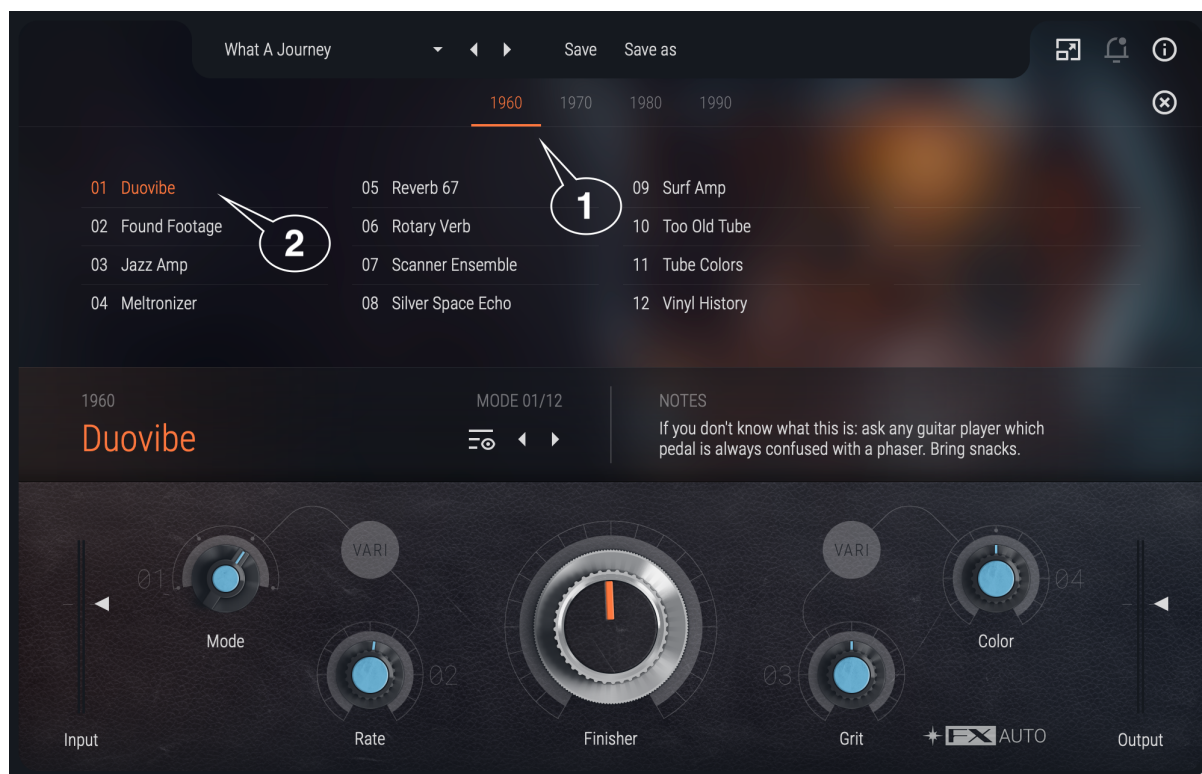 What A Journey Save Save as
1960 1970 1980 1990
1
2
01 Duovibe
02 Found Footage
03 Jazz Amp
04 Meltronizer
05 Reverb 67
06 Rotary Verb
07 Scanner Ensemble
08 Silver Space Echo
09 Surf Amp
10 Too Old Tube
11 Tube Colors
12 Vinyl History
1960
Duovibe
MODE 01/12
NOTES
If you don't know what this is: ask any guitar player which
pedal is always confused with a phaser. Bring snacks.
VARI
VARI
01
Mode
02
Rate
Finisher
03
Grit
04
Color
Input
FX AUTO
Output